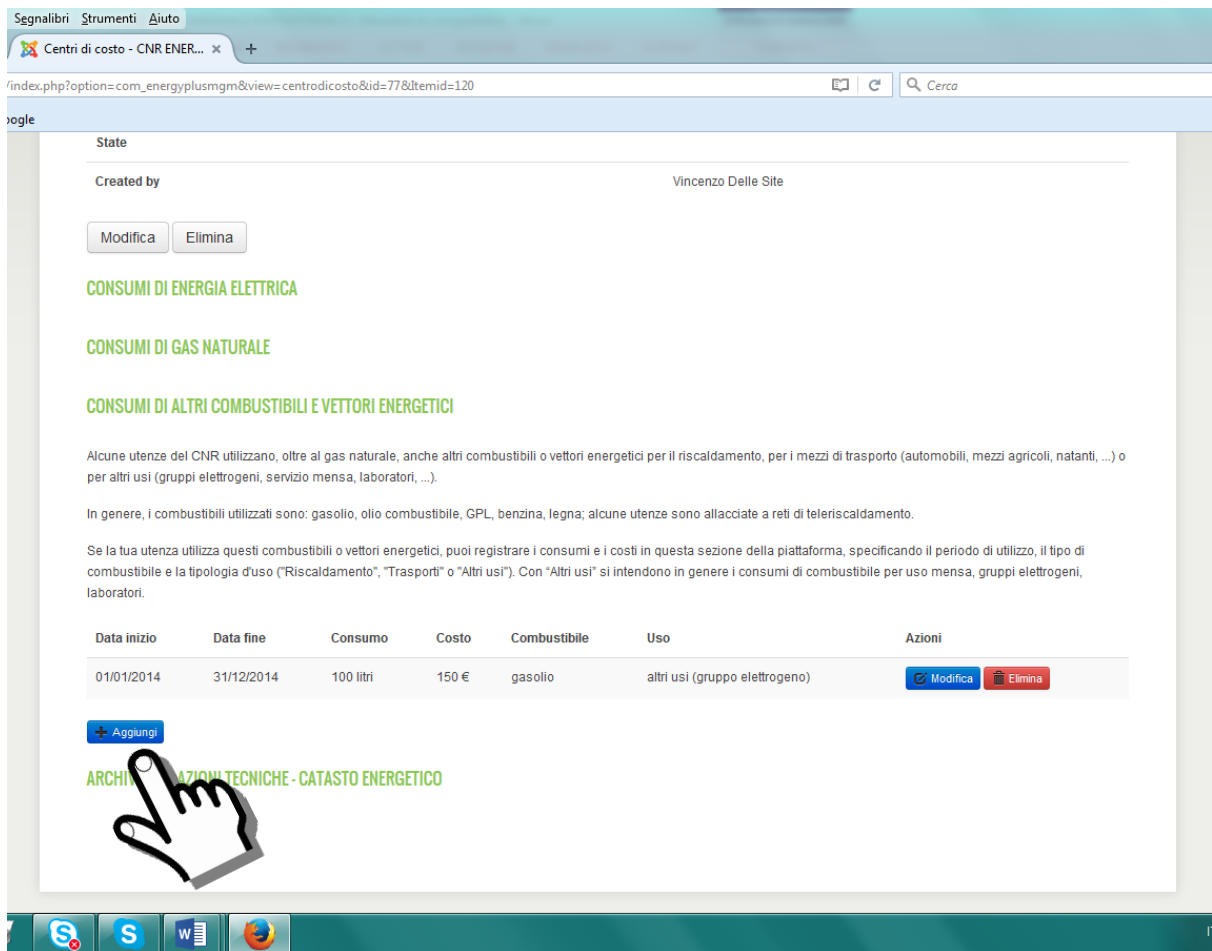 Segnalibri Strumenti Aiuto
Centri di costo - CNR ENER... × +
/index.php?option=com_energyplusmgm&view=centrodicosto&id=77&Itemid=120
Cerca
oogle
State
Created by Vincenzo Delle Site
Modifica Elimina
CONSUMI DI ENERGIA ELETTRICA
CONSUMI DI GAS NATURALE
CONSUMI DI ALTRI COMBUSTIBILI E VETTORI ENERGETICI
Alcune utenze del CNR utilizzano, oltre al gas naturale, anche altri combustibili o vettori energetici per il riscaldamento, per i mezzi di trasporto (automobili, mezzi agricoli, natanti, ...) o
per altri usi (gruppi elettrogeni, servizio mensa, laboratori, ...).
In genere, i combustibili utilizzati sono: gasolio, olio combustibile, GPL, benzina, legna; alcune utenze sono allacciate a reti di teleriscaldamento.
Se la tua utenza utilizza questi combustibili o vettori energetici, puoi registrare i consumi e i costi in questa sezione della piattaforma, specificando il periodo di utilizzo, il tipo di
combustibile e la tipologia d'uso ("Riscaldamento", "Trasporti" o "Altri usi"). Con “Altri usi” si intendono in genere i consumi di combustibile per uso mensa, gruppi elettrogeni,
laboratori.
Data inizio Data fine Consumo Costo Combustibile Uso Azioni
01/01/2014 31/12/2014 100 litri 150 € gasolio altri usi (gruppo elettrogeno) Modifica Elimina
Aggiungi
TECNICHE - CATASTO ENERGETICO